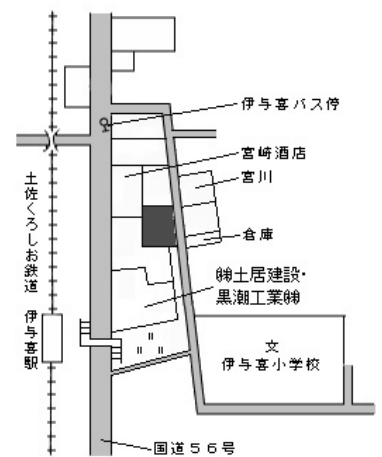 伊与喜バス停
宮崎酒店
宮川
倉庫
㈱土居建設・
黒潮工業㈱
土佐くろしお鉄道
伊与喜駅
文
伊与喜小学校
国道56号